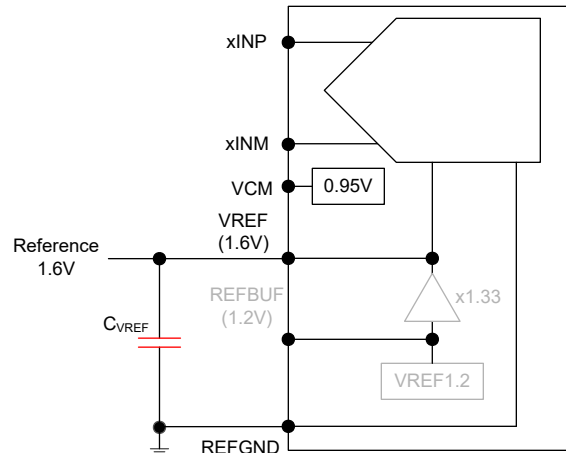 xINP
xINM
VCM
0.95V
VREF
(1.6V)
Reference
1.6V
REFBUF
(1.2V)
x1.33
CVREF
VREF1.2
REFGND